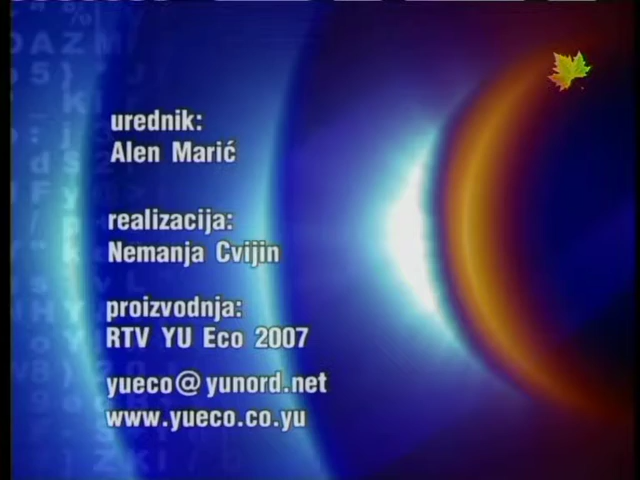 urednik:
Alen Marić
realizacija:
Nemanja Cvijin
proizvodnja:
RTV YU Eco 2007
yueco@yunord.net
www.yueco.co.yu